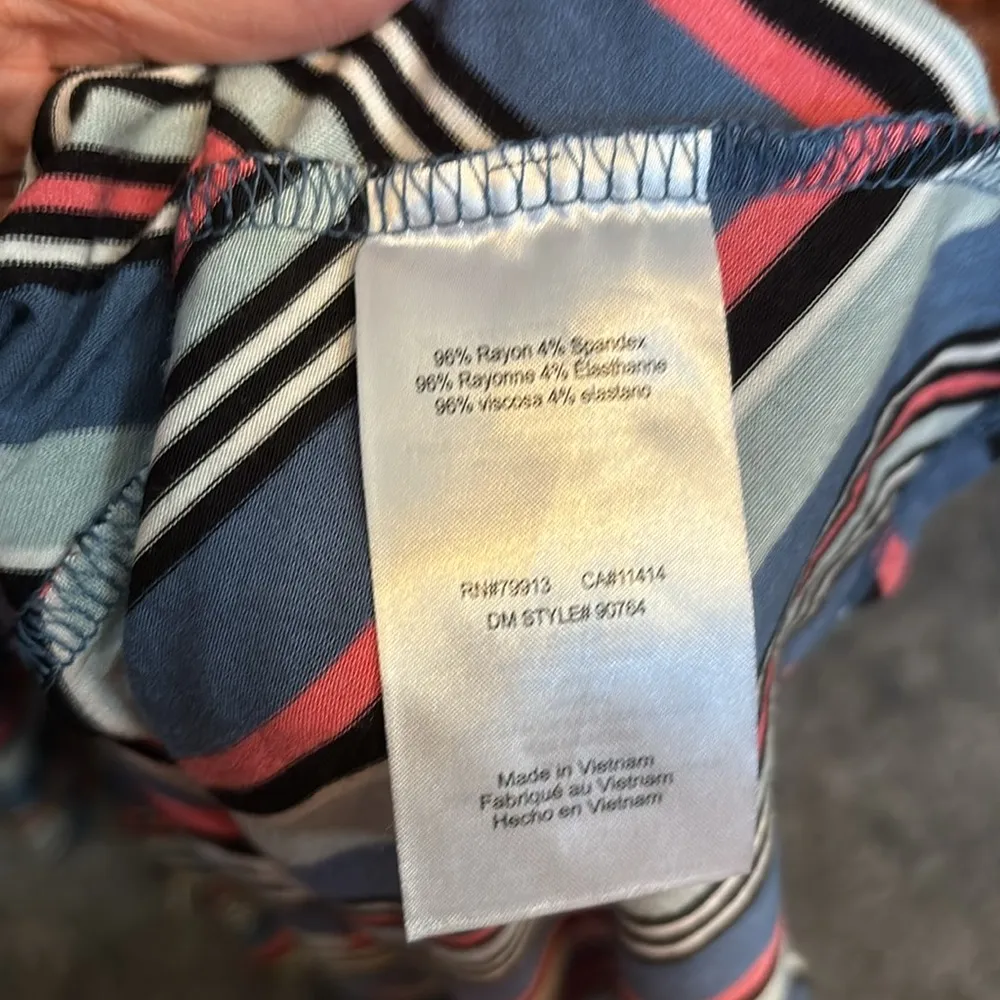 96% Rayon 4% Spandex
96% Rayonne 4% Élasthanne
96% viscosa 4% elastano
RN#79913 CA#11414
DM STYLE# 90764
Made in Vietnam
Fabriqué au Vietnam
Hecho en Vietnam